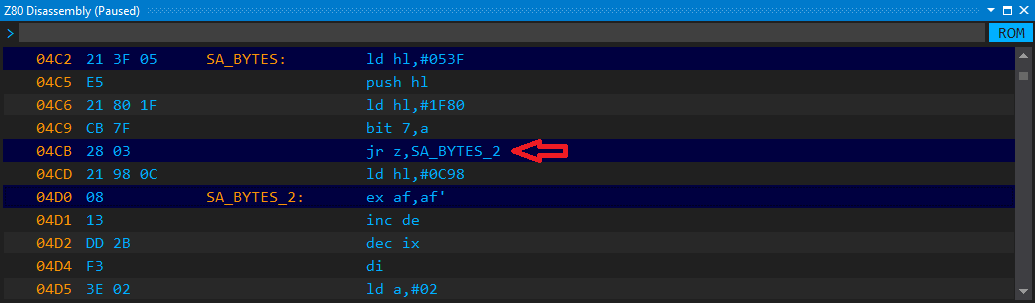 Z80 Disassembly (Paused)
> ROM
04C2 21 3F 05 SA_BYTES: ld hl,#053F
04C5 E5 push hl
04C6 21 80 1F ld hl,#1F80
04C9 CB 7F bit 7,a
04CB 28 03 jr z,SA_BYTES_2
04CD 21 98 0C ld hl,#0C98
04D0 08 SA_BYTES_2: ex af,af'
04D1 13 inc de
04D2 DD 2B dec ix
04D4 F3 di
04D5 3E 02 ld a,#02